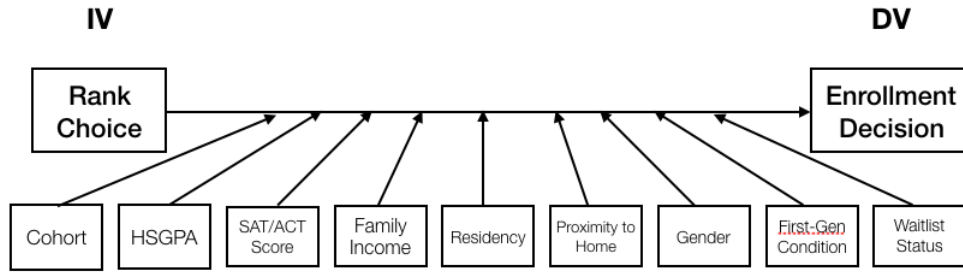 IV
DV
Rank
Choice
Enrollment
Decision
Cohort
HSGPA
SAT/ACT
Score
Family
Income
Residency
Proximity to
Home
Gender
First-Gen
Condition
Waitlist
Status